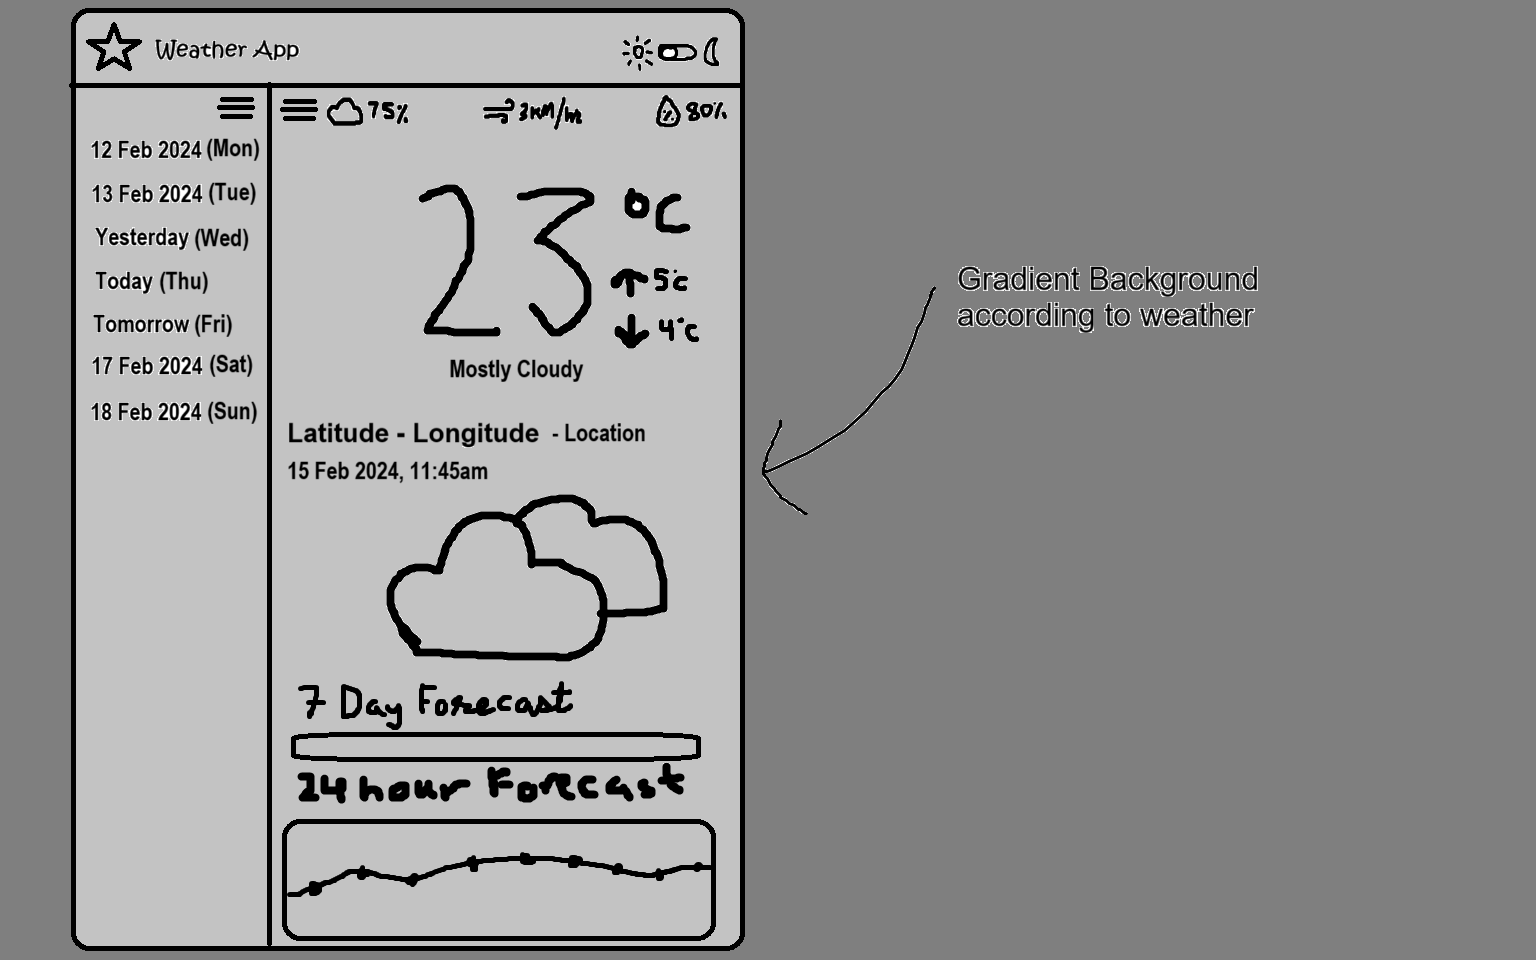 Weather App
75%
3KM/hr
80%
12 Feb 2024 (Mon)
13 Feb 2024 (Tue)
Yesterday (Wed)
Today (Thu)
Tomorrow (Fri)
17 Feb 2024 (Sat)
18 Feb 2024 (Sun)
23 °C
5°c
4°c
Mostly Cloudy
Latitude - Longitude - Location
15 Feb 2024, 11:45am
7 Day Forecast
24 hour Forecast
Gradient Background
according to weather